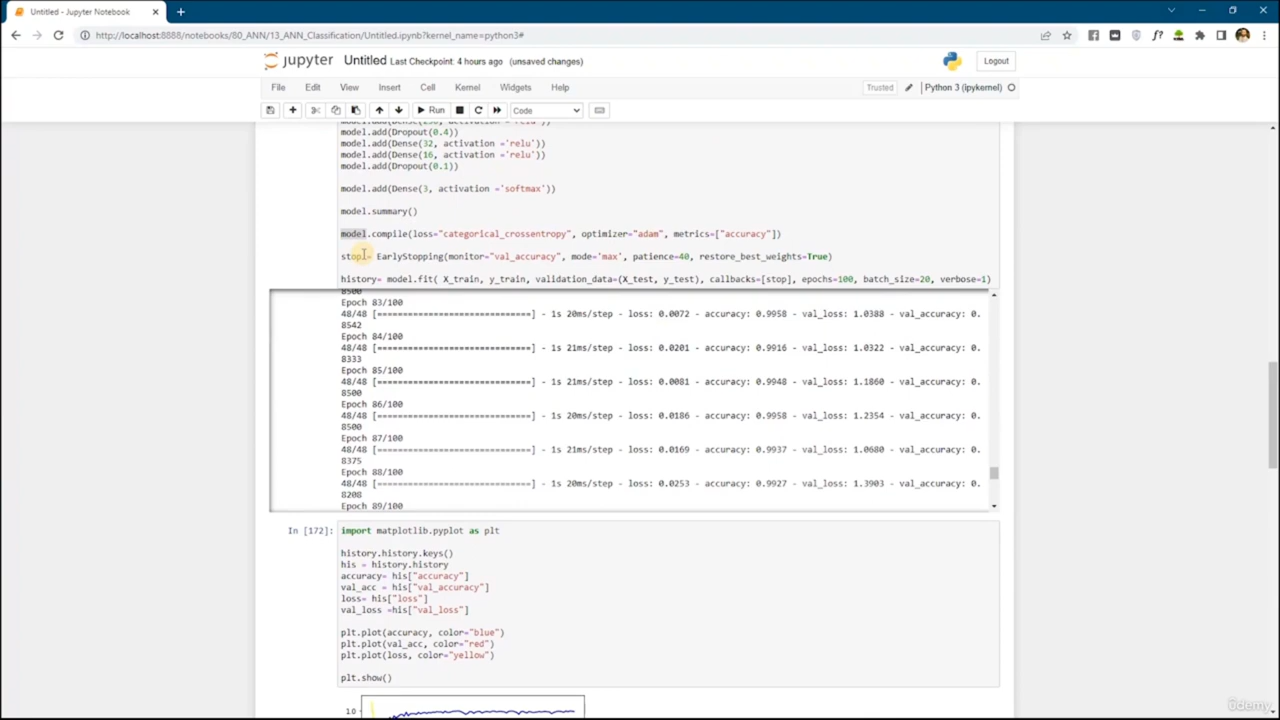 Untitled - Jupyter Notebook
http://localhost:8888/notebooks/80_ANN/13_ANN_Classification/Untitled.ipynb?kernel_name=python3#
jupyter Untitled Last Checkpoint: 4 hours ago (unsaved changes)
Logout
File Edit View Insert Cell Kernel Widgets Help
Trusted
Python 3 (ipykernel)
Run
Code
model.add(Dropout(0.4))
model.add(Dense(32, activation ='relu'))
model.add(Dense(16, activation ='relu'))
model.add(Dropout(0.1))
model.add(Dense(3, activation ='softmax'))
model.summary()
model.compile(loss="categorical_crossentropy", optimizer="adam", metrics=["accuracy"])
stop= EarlyStopping(monitor="val_accuracy", mode='max', patience=40, restore_best_weights=True)
history= model.fit( X_train, y_train, validation_data=(X_test, y_test), callbacks=[stop], epochs=100, batch_size=20, verbose=1)
8500
Epoch 83/100
48/48 [==============================] - 1s 20ms/step - loss: 0.0072 - accuracy: 0.9958 - val_loss: 1.0388 - val_accuracy: 0.
8542
Epoch 84/100
48/48 [==============================] - 1s 21ms/step - loss: 0.0201 - accuracy: 0.9916 - val_loss: 1.0322 - val_accuracy: 0.
8333
Epoch 85/100
48/48 [==============================] - 1s 21ms/step - loss: 0.0081 - accuracy: 0.9948 - val_loss: 1.1860 - val_accuracy: 0.
8500
Epoch 86/100
48/48 [==============================] - 1s 20ms/step - loss: 0.0186 - accuracy: 0.9958 - val_loss: 1.2354 - val_accuracy: 0.
8500
Epoch 87/100
48/48 [==============================] - 1s 21ms/step - loss: 0.0169 - accuracy: 0.9937 - val_loss: 1.0680 - val_accuracy: 0.
8375
Epoch 88/100
48/48 [==============================] - 1s 20ms/step - loss: 0.0253 - accuracy: 0.9927 - val_loss: 1.3903 - val_accuracy: 0.
8208
Epoch 89/100
In [172]:
import matplotlib.pyplot as plt
history.history.keys()
his = history.history
accuracy= his["accuracy"]
val_acc = his["val_accuracy"]
loss= his["loss"]
val_loss =his["val_loss"]
plt.plot(accuracy, color="blue")
plt.plot(val_acc, color="red")
plt.plot(loss, color="yellow")
plt.show()
1.0
ûdemy